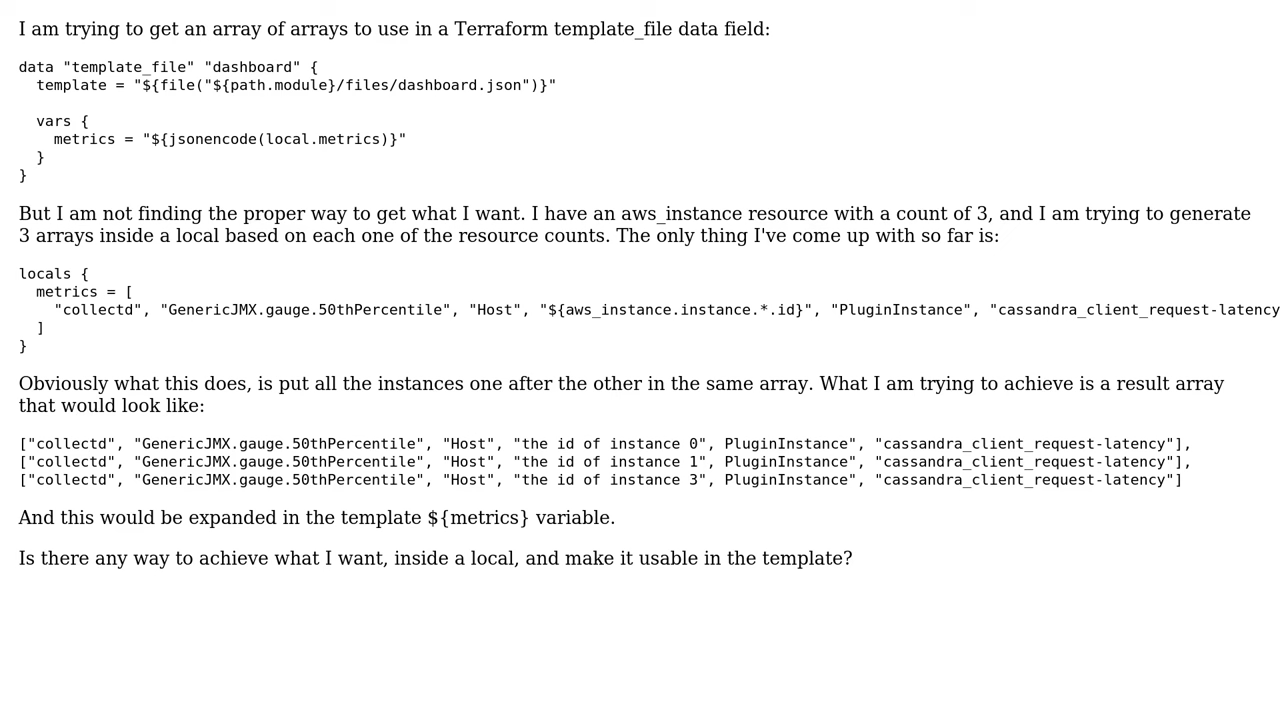 I am trying to get an array of arrays to use in a Terraform template_file data field:
data "template_file" "dashboard" {
  template = "${file("${path.module}/files/dashboard.json")}"
  vars {
    metrics = "${jsonencode(local.metrics)}"
  }
}
But I am not finding the proper way to get what I want. I have an aws_instance resource with a count of 3, and I am trying to generate
3 arrays inside a local based on each one of the resource counts. The only thing I've come up with so far is:
locals {
  metrics = [
    "collectd", "GenericJMX.gauge.50thPercentile", "Host", "${aws_instance.instance.*.id}", "PluginInstance", "cassandra_client_request-latency
  ]
}
Obviously what this does, is put all the instances one after the other in the same array. What I am trying to achieve is a result array
that would look like:
["collectd", "GenericJMX.gauge.50thPercentile", "Host", "the id of instance 0", PluginInstance", "cassandra_client_request-latency"],
["collectd", "GenericJMX.gauge.50thPercentile", "Host", "the id of instance 1", PluginInstance", "cassandra_client_request-latency"],
["collectd", "GenericJMX.gauge.50thPercentile", "Host", "the id of instance 3", PluginInstance", "cassandra_client_request-latency"]
And this would be expanded in the template ${metrics} variable.
Is there any way to achieve what I want, inside a local, and make it usable in the template?